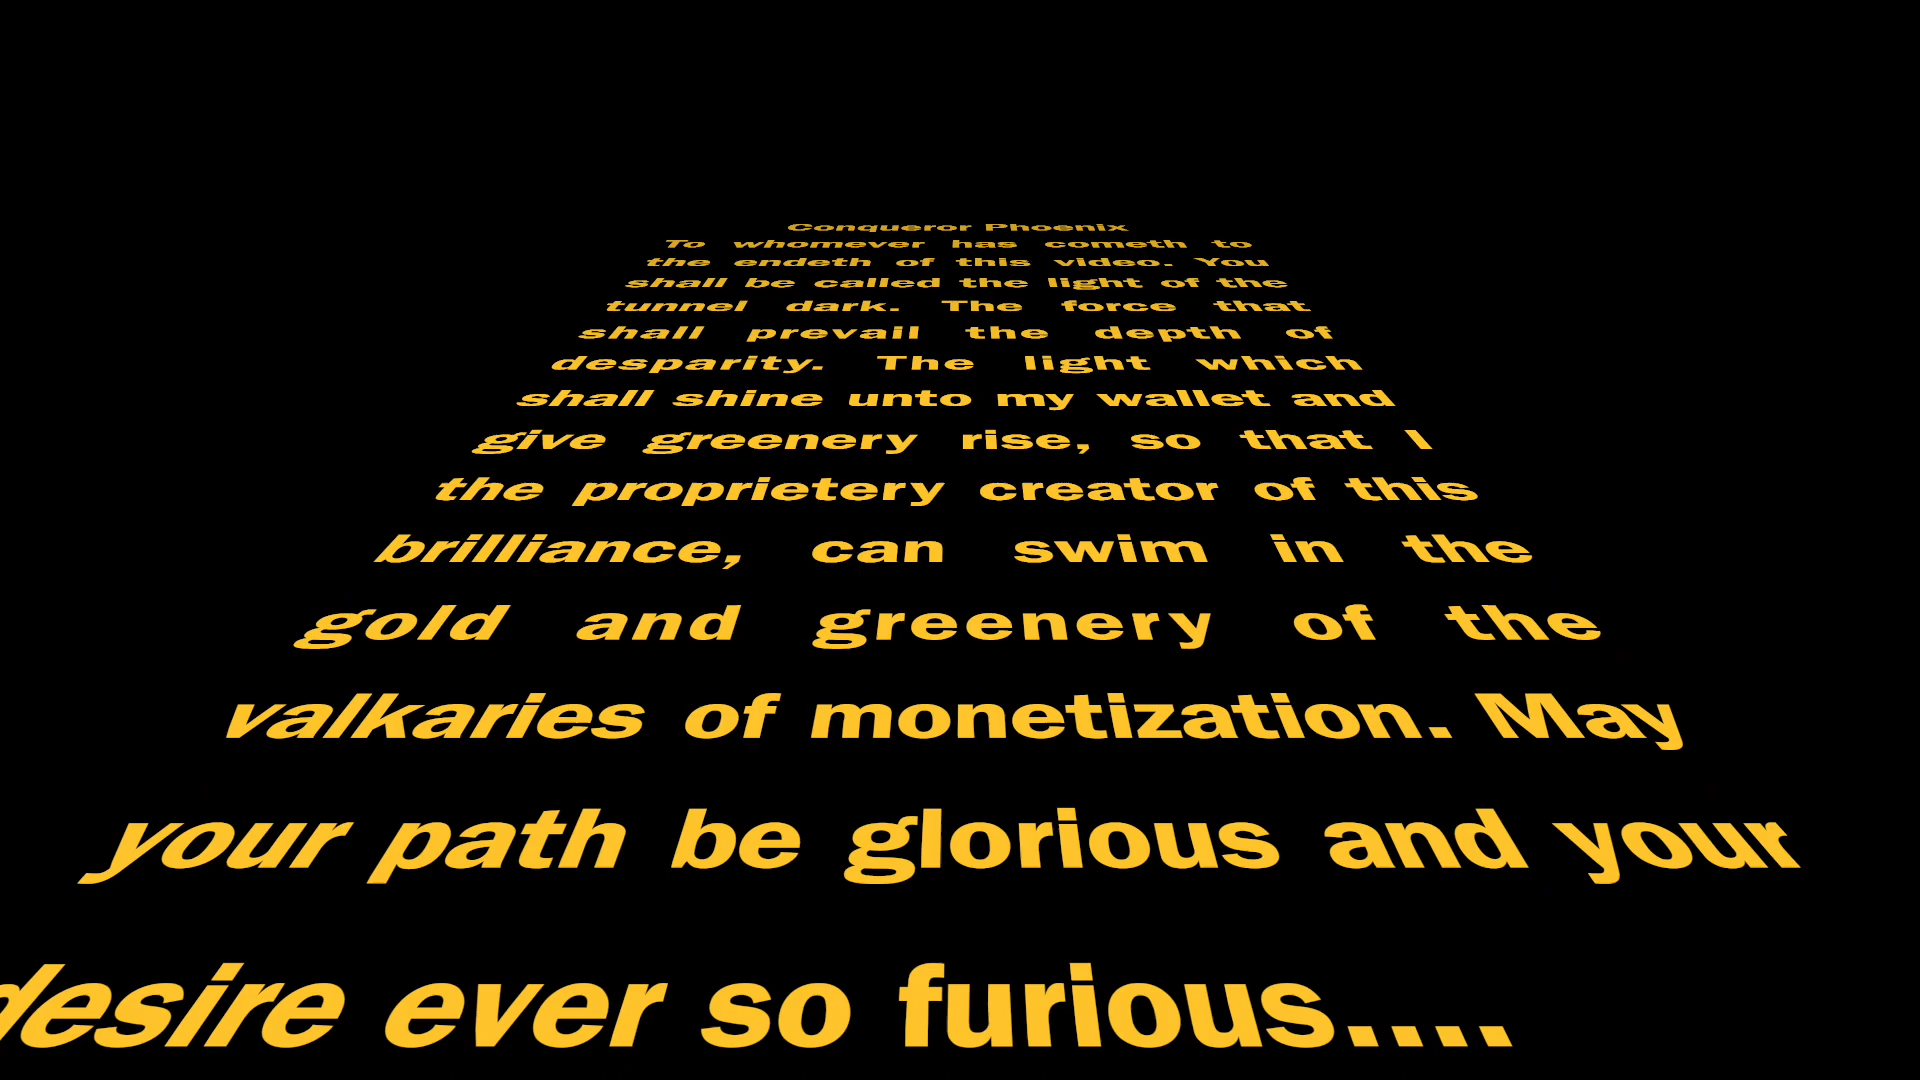 Conqueror Phoenix
To whomever has cometh to
the endeth of this video. You
shall be called the light of the
tunnel dark. The force that
shall prevail the depth of
desparity. The light which
shall shine unto my wallet and
give greenery rise, so that I
the proprietery creator of this
brilliance, can swim in the
gold and greenery of the
valkaries of monetization. May
your path be glorious and your
desire ever so furious....